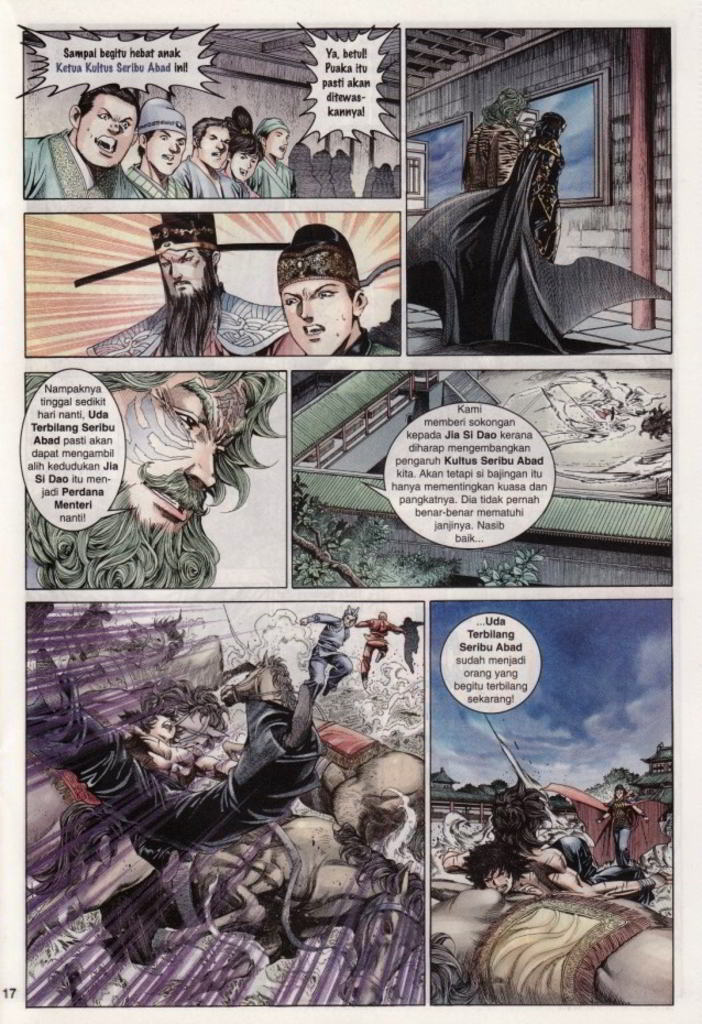 Sampai begitu hebat anak
Ketua Kultus Seribu Abad ini!
Ya, betul!
Puaka itu
pasti akan
ditewas-
kannya!
Nampaknya
tinggal sedikit
hari nanti, Uda
Terbilang Seribu
Abad pasti akan
dapat mengambil
alih kedudukan Jia
Si Dao itu men-
jadi Perdana
Menteri
nanti!
Kami
memberi sokongan
kepada Jia Si Dao kerana
diharap mengembangkan
pengaruh Kultus Seribu Abad
kita. Akan tetapi si bajingan itu
hanya mementingkan kuasa dan
pangkatnya. Dia tidak pernah
benar-benar mematuhi
janjinya. Nasib
baik...
...Uda
Terbilang
Seribu Abad
sudah menjadi
orang yang
begitu terbilang
sekarang!
17